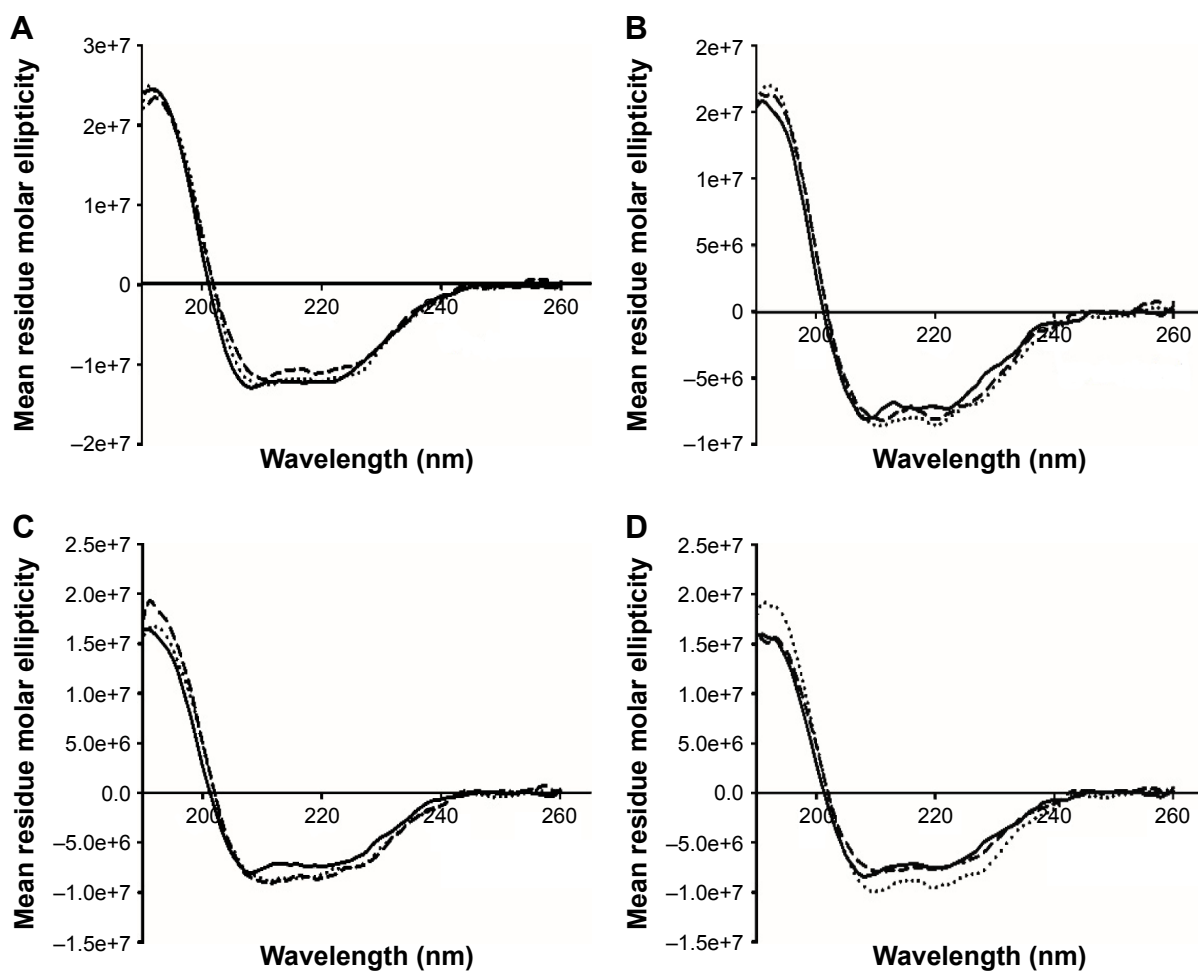 A
Mean residue molar ellipticity
3e+7
2e+7
1e+7
0
–1e+7
–2e+7
200 220 240 260
Wavelength (nm)
B
Mean residue molar ellipticity
2e+7
2e+7
1e+7
5e+6
0
–5e+6
–1e+7
200 220 240 260
Wavelength (nm)
C
Mean residue molar ellipticity
2.5e+7
2.0e+7
1.5e+7
1.0e+7
5.0e+6
0.0
–5.0e+6
–1.0e+7
–1.5e+7
200 220 240 260
Wavelength (nm)
D
Mean residue molar ellipticity
2.5e+7
2.0e+7
1.5e+7
1.0e+7
5.0e+6
0.0
–5.0e+6
–1.0e+7
–1.5e+7
200 220 240 260
Wavelength (nm)